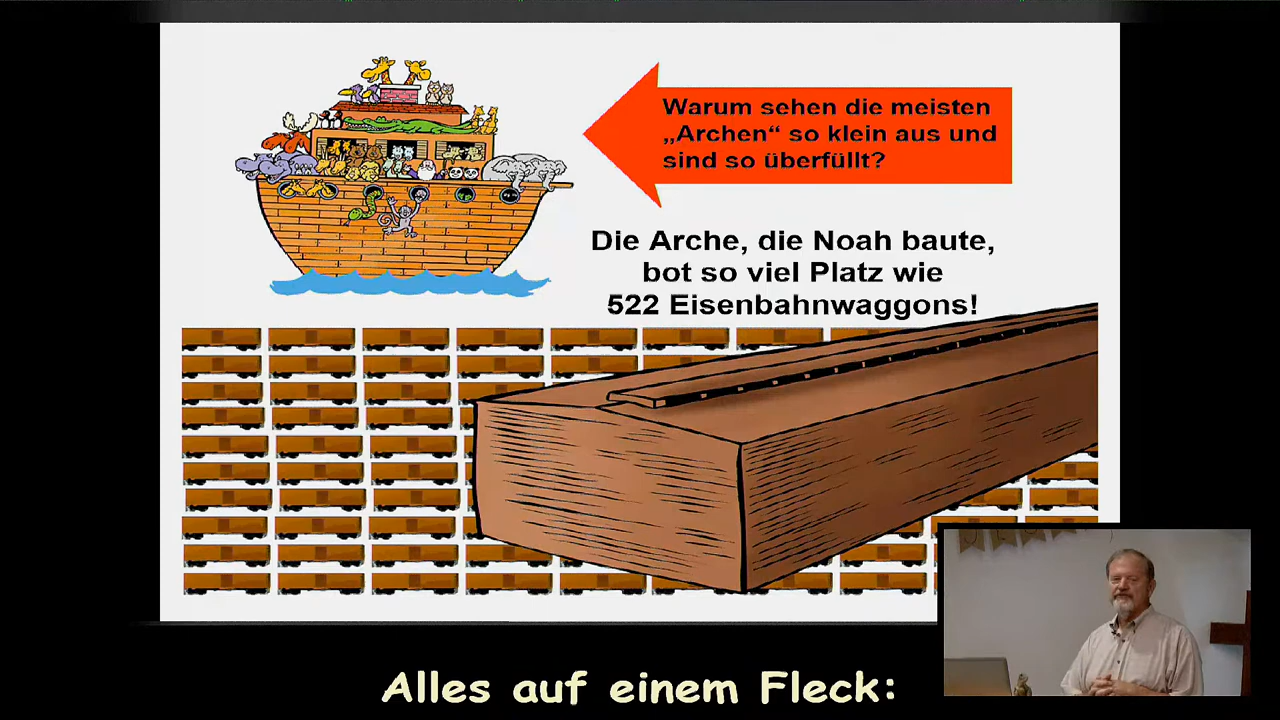 Warum sehen die meisten
„Archen“ so klein aus und
sind so überfüllt?
Die Arche, die Noah baute,
bot so viel Platz wie
522 Eisenbahnwaggons!
Alles auf einem Fleck: